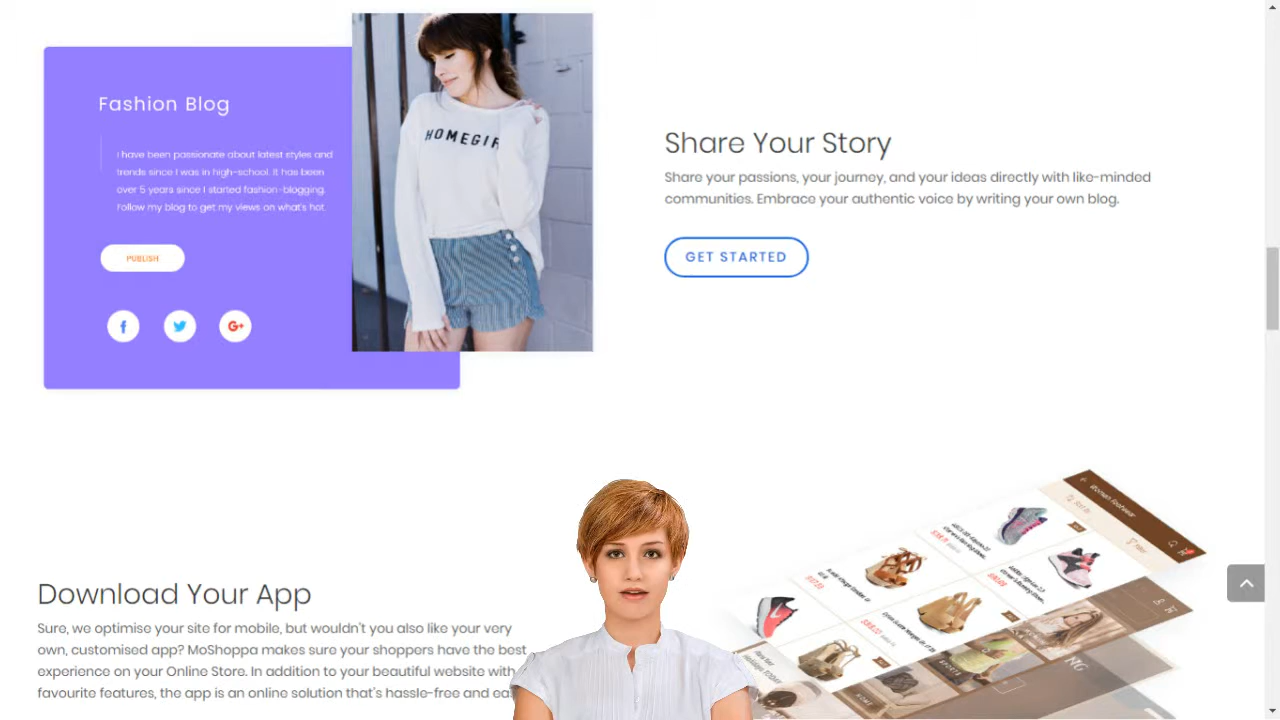 Fashion Blog
I have been passionate about latest styles and
trends since I was in high-school. It has been
over 5 years since I started fashion-blogging.
Follow my blog to get my views on what's hot.
PUBLISH
HOMEGIR
Share Your Story
Share your passions, your journey, and your ideas directly with like-minded
communities. Embrace your authentic voice by writing your own blog.
GET STARTED
Women Footwear
Sort by
Filter
Download Your App
Sure, we optimise your site for mobile, but wouldn't you also like your very
own, customised app? MoShoppa makes sure your shoppers have the best
experience on your Online Store. In addition to your beautiful website with
favourite features, the app is an online solution that's hassle-free and